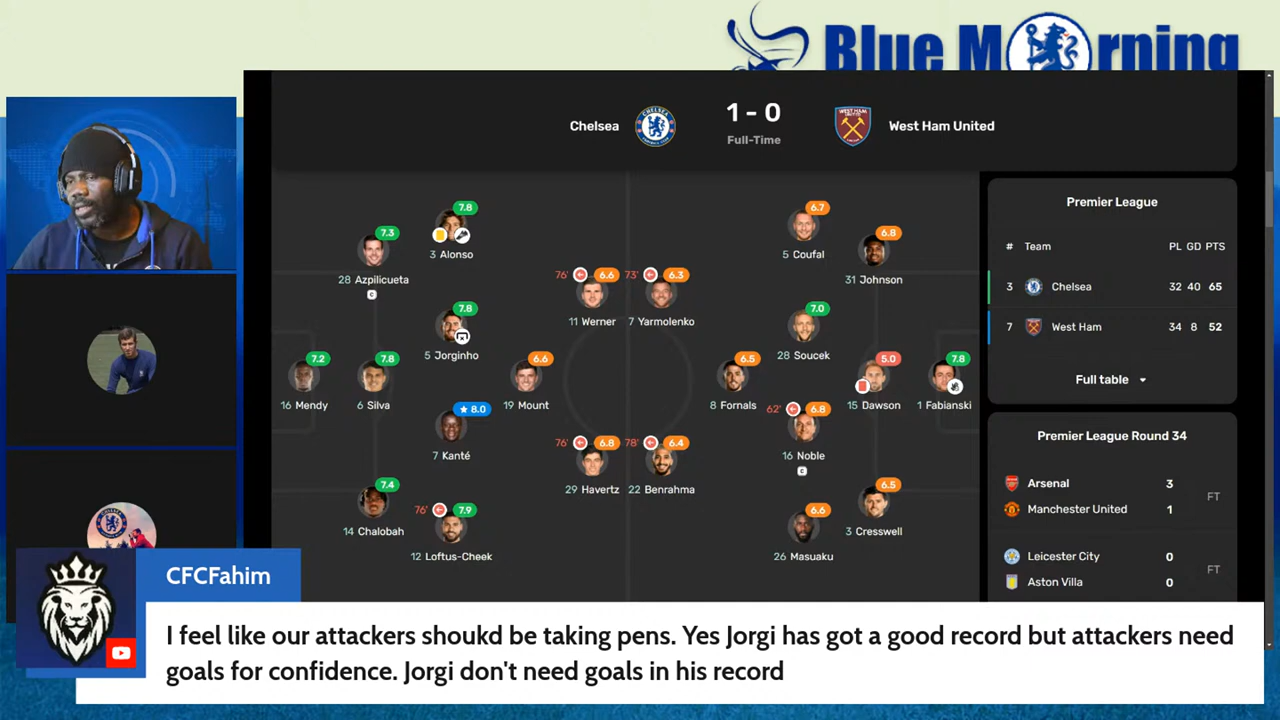 Blue Morning
Chelsea
1 - 0
Full-Time
West Ham United
7.8
3 Alonso
7.3
28 Azpilicueta
c
7.8
5 Jorginho
7.2
16 Mendy
7.8
6 Silva
8.0
7 Kanté
7.4
14 Chalobah
76'
7.9
12 Loftus-Cheek
6.6
19 Mount
76'
6.6
11 Werner
76'
6.8
29 Havertz
73'
6.3
7 Yarmolenko
78'
6.4
22 Benrahma
6.5
8 Fornals
6.7
5 Coufal
6.8
31 Johnson
7.0
28 Soucek
5.0
15 Dawson
7.8
1 Fabianski
62'
6.8
16 Noble
c
6.5
3 Cresswell
6.6
26 Masuaku
Premier League
# Team PL GD PTS
3 Chelsea 32 40 65
7 West Ham 34 8 52
Full table
Premier League Round 34
Arsenal 3
FT
Manchester United 1
Leicester City 0
FT
Aston Villa 0
CFCFahim
I feel like our attackers shoukd be taking pens. Yes Jorgi has got a good record but attackers need
goals for confidence. Jorgi don't need goals in his record